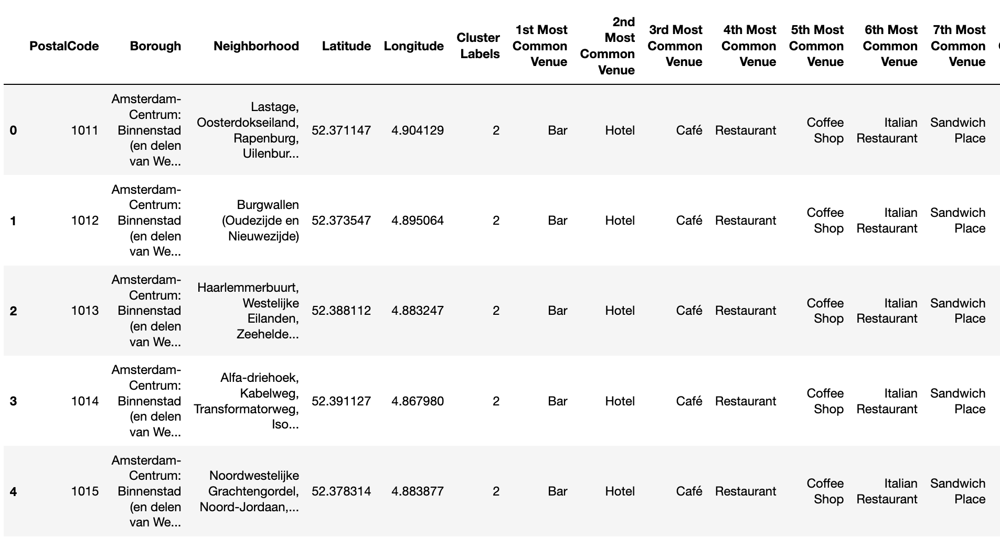 PostalCode Borough Neighborhood Latitude Longitude Cluster Labels 1st Most Common Venue 2nd Most Common Venue 3rd Most Common Venue 4th Most Common Venue 5th Most Common Venue 6th Most Common Venue 7th Most Common Venue
0 1011 Amsterdam-Centrum: Binnenstad (en delen van We... Lastage, Oosterdokseiland, Rapenburg, Uilenbur... 52.371147 4.904129 2 Bar Hotel Café Restaurant Coffee Shop Italian Restaurant Sandwich Place
1 1012 Amsterdam-Centrum: Binnenstad (en delen van We... Burgwallen (Oudezijde en Nieuwezijde) 52.373547 4.895064 2 Bar Hotel Café Restaurant Coffee Shop Italian Restaurant Sandwich Place
2 1013 Amsterdam-Centrum: Binnenstad (en delen van We... Haarlemmerbuurt, Westelijke Eilanden, Zeehelde... 52.388112 4.883247 2 Bar Hotel Café Restaurant Coffee Shop Italian Restaurant Sandwich Place
3 1014 Amsterdam-Centrum: Binnenstad (en delen van We... Alfa-driehoek, Kabelweg, Transformatorweg, Iso... 52.391127 4.867980 2 Bar Hotel Café Restaurant Coffee Shop Italian Restaurant Sandwich Place
4 1015 Amsterdam-Centrum: Binnenstad (en delen van We... Noordwestelijke Grachtengordel, Noord-Jordaan,... 52.378314 4.883877 2 Bar Hotel Café Restaurant Coffee Shop Italian Restaurant Sandwich Place